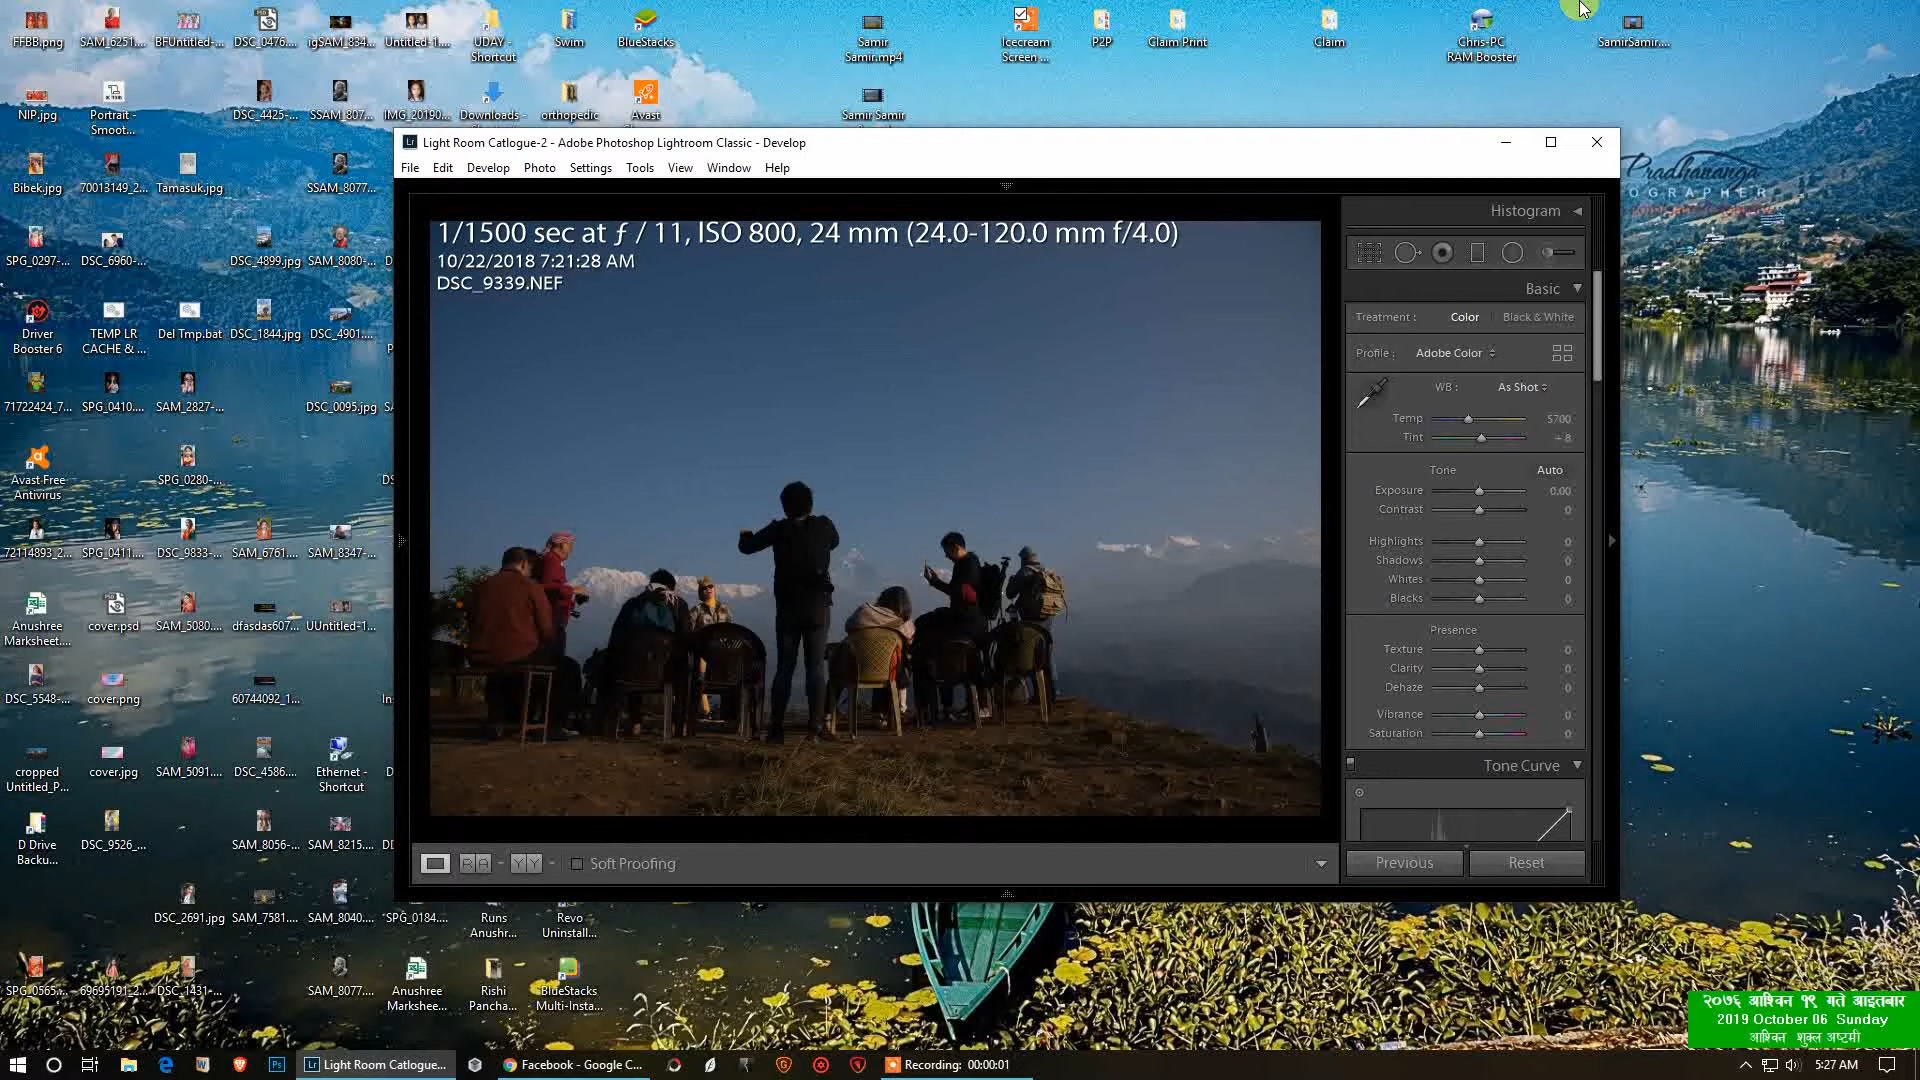 FFBB.png
SAM_6251....
BFUntitled-...
DSC_0476....
igSAM_834...
Untitled-1....
UDAY -
Shortcut
Swim
BlueStacks
Samir
Samir.mp4
Icecream
Screen ...
P2P
Claim Print
Claim
Chris-PC
RAM Booster
SamirSamir....
NIP.jpg
Portrait -
Smoot...
DSC_4425-...
SSAM_807...
IMG_20190...
Downloads -
orthopedic
Avast
Samir Samir
Light Room Catlogue-2 - Adobe Photoshop Lightroom Classic - Develop
File Edit Develop Photo Settings Tools View Window Help
Pradhananga
OGRAPHER
Bibek.jpg
70013149_2...
Tamasuk.jpg
SSAM_8077...
SPG_0297-...
DSC_6960-...
DSC_4899.jpg
SAM_8080-...
Driver
Booster 6
TEMP LR
CACHE & ...
Del Tmp.bat
DSC_1844.jpg
DSC_4901....
71722424_7...
SPG_0410....
SAM_2827-...
DSC_0095.jpg
Avast Free
Antivirus
SPG_0280-...
72114893_2...
SPG_0411....
DSC_9833-...
SAM_6761....
SAM_8347-...
Anushree
Marksheet....
cover.psd
SAM_5080....
dfasdas607...
UUntitled-1...
DSC_5548-...
cover.png
60744092_1...
cropped
Untitled_P...
cover.jpg
SAM_5091....
DSC_4586....
Ethernet -
Shortcut
D Drive
Backu...
DSC_9526_...
SAM_8056-...
SAM_8215....
DSC_2691.jpg
SAM_7581....
SAM_8040....
SPG_0184....
Runs
Anushr...
Revo
Uninstall...
SPG_0565....
69695191_2...
DSC_1431-...
SAM_8077....
Anushree
Markshee...
Rishi
Pancha...
BlueStacks
Multi-Insta...
1/1500 sec at ƒ / 11, ISO 800, 24 mm (24.0-120.0 mm f/4.0)
10/22/2018 7:21:28 AM
DSC_9339.NEF
Histogram
Basic
Treatment : Color Black & White
Profile : Adobe Color
WB : As Shot
Temp 5700
Tint + 8
Tone Auto
Exposure 0.00
Contrast 0
Highlights 0
Shadows 0
Whites 0
Blacks 0
Presence
Texture 0
Clarity 0
Dehaze 0
Vibrance 0
Saturation 0
Tone Curve
Soft Proofing
Previous Reset
२०७६ आश्विन १९ गते आइतबार
2019 October 06 Sunday
आश्विन शुक्ल अष्टमी
Light Room Catlogue...
Facebook - Google C...
Recording: 00:00:01
5:27 AM